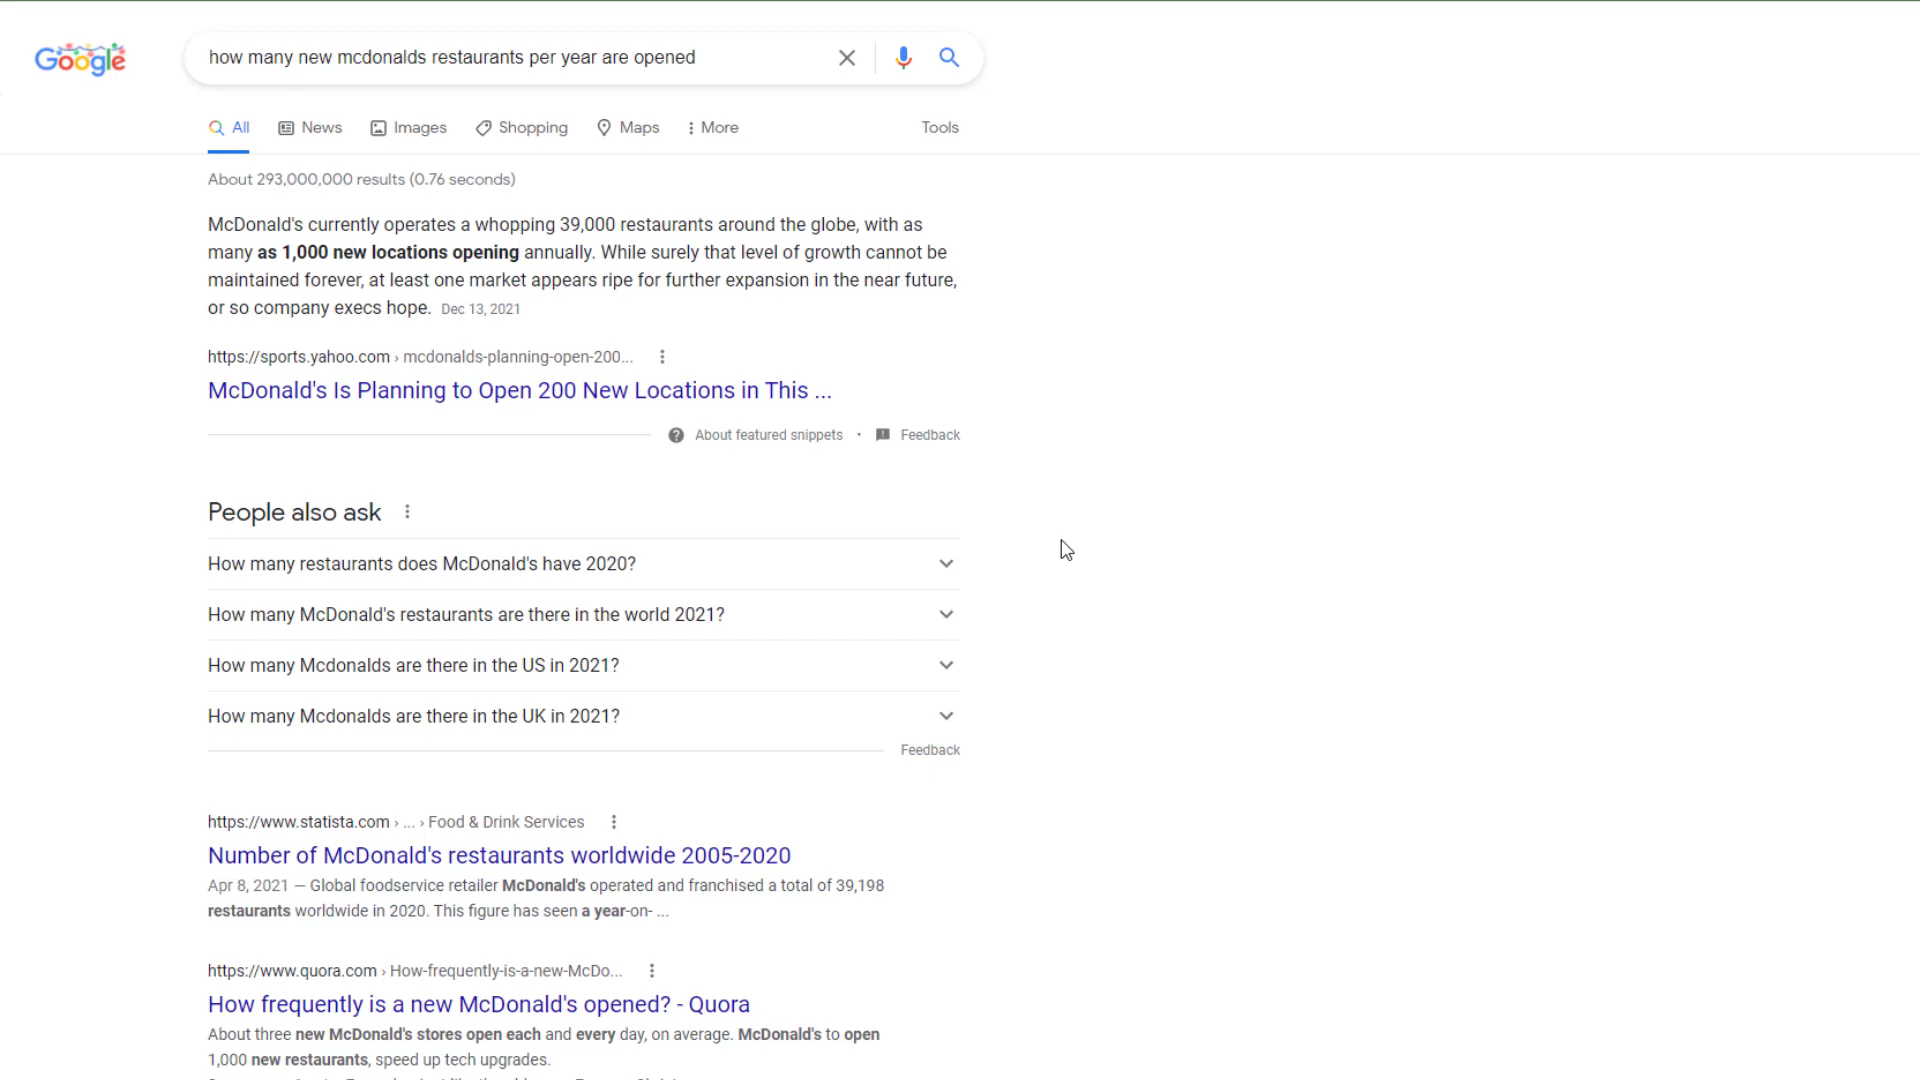 Google
how many new mcdonalds restaurants per year are opened
All News Images Shopping Maps More Tools
About 293,000,000 results (0.76 seconds)
McDonald's currently operates a whopping 39,000 restaurants around the globe, with as
many as 1,000 new locations opening annually. While surely that level of growth cannot be
maintained forever, at least one market appears ripe for further expansion in the near future,
or so company execs hope. Dec 13, 2021
https://sports.yahoo.com › mcdonalds-planning-open-200...
McDonald's Is Planning to Open 200 New Locations in This ...
About featured snippets • Feedback
People also ask
How many restaurants does McDonald's have 2020?
How many McDonald's restaurants are there in the world 2021?
How many Mcdonalds are there in the US in 2021?
How many Mcdonalds are there in the UK in 2021?
Feedback
https://www.statista.com › ... › Food & Drink Services
Number of McDonald's restaurants worldwide 2005-2020
Apr 8, 2021 — Global foodservice retailer McDonald's operated and franchised a total of 39,198
restaurants worldwide in 2020. This figure has seen a year-on- ...
https://www.quora.com › How-frequently-is-a-new-McDo...
How frequently is a new McDonald's opened? - Quora
About three new McDonald's stores open each and every day, on average. McDonald's to open
1,000 new restaurants, speed up tech upgrades.